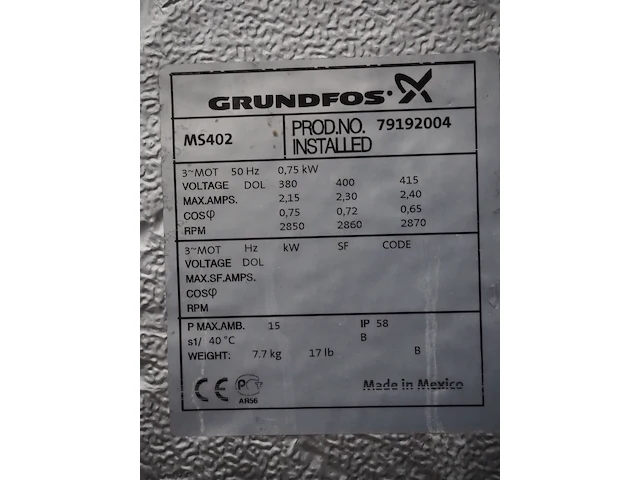 GRUNDFOS
MS402
PROD.NO. 79192004
INSTALLED
3~MOT 50 Hz 0,75 kW
VOLTAGE DOL 380 400 415
MAX.AMPS. 2,15 2,30 2,40
COSφ 0,75 0,72 0,65
RPM 2850 2860 2870
3~MOT Hz kW SF CODE
VOLTAGE DOL
MAX.SF.AMPS.
COSφ
RPM
P MAX.AMB. 15 IP 58
s1/ 40 °C B
WEIGHT: 7.7 kg 17 lb B
CE
AR56
Made in Mexico